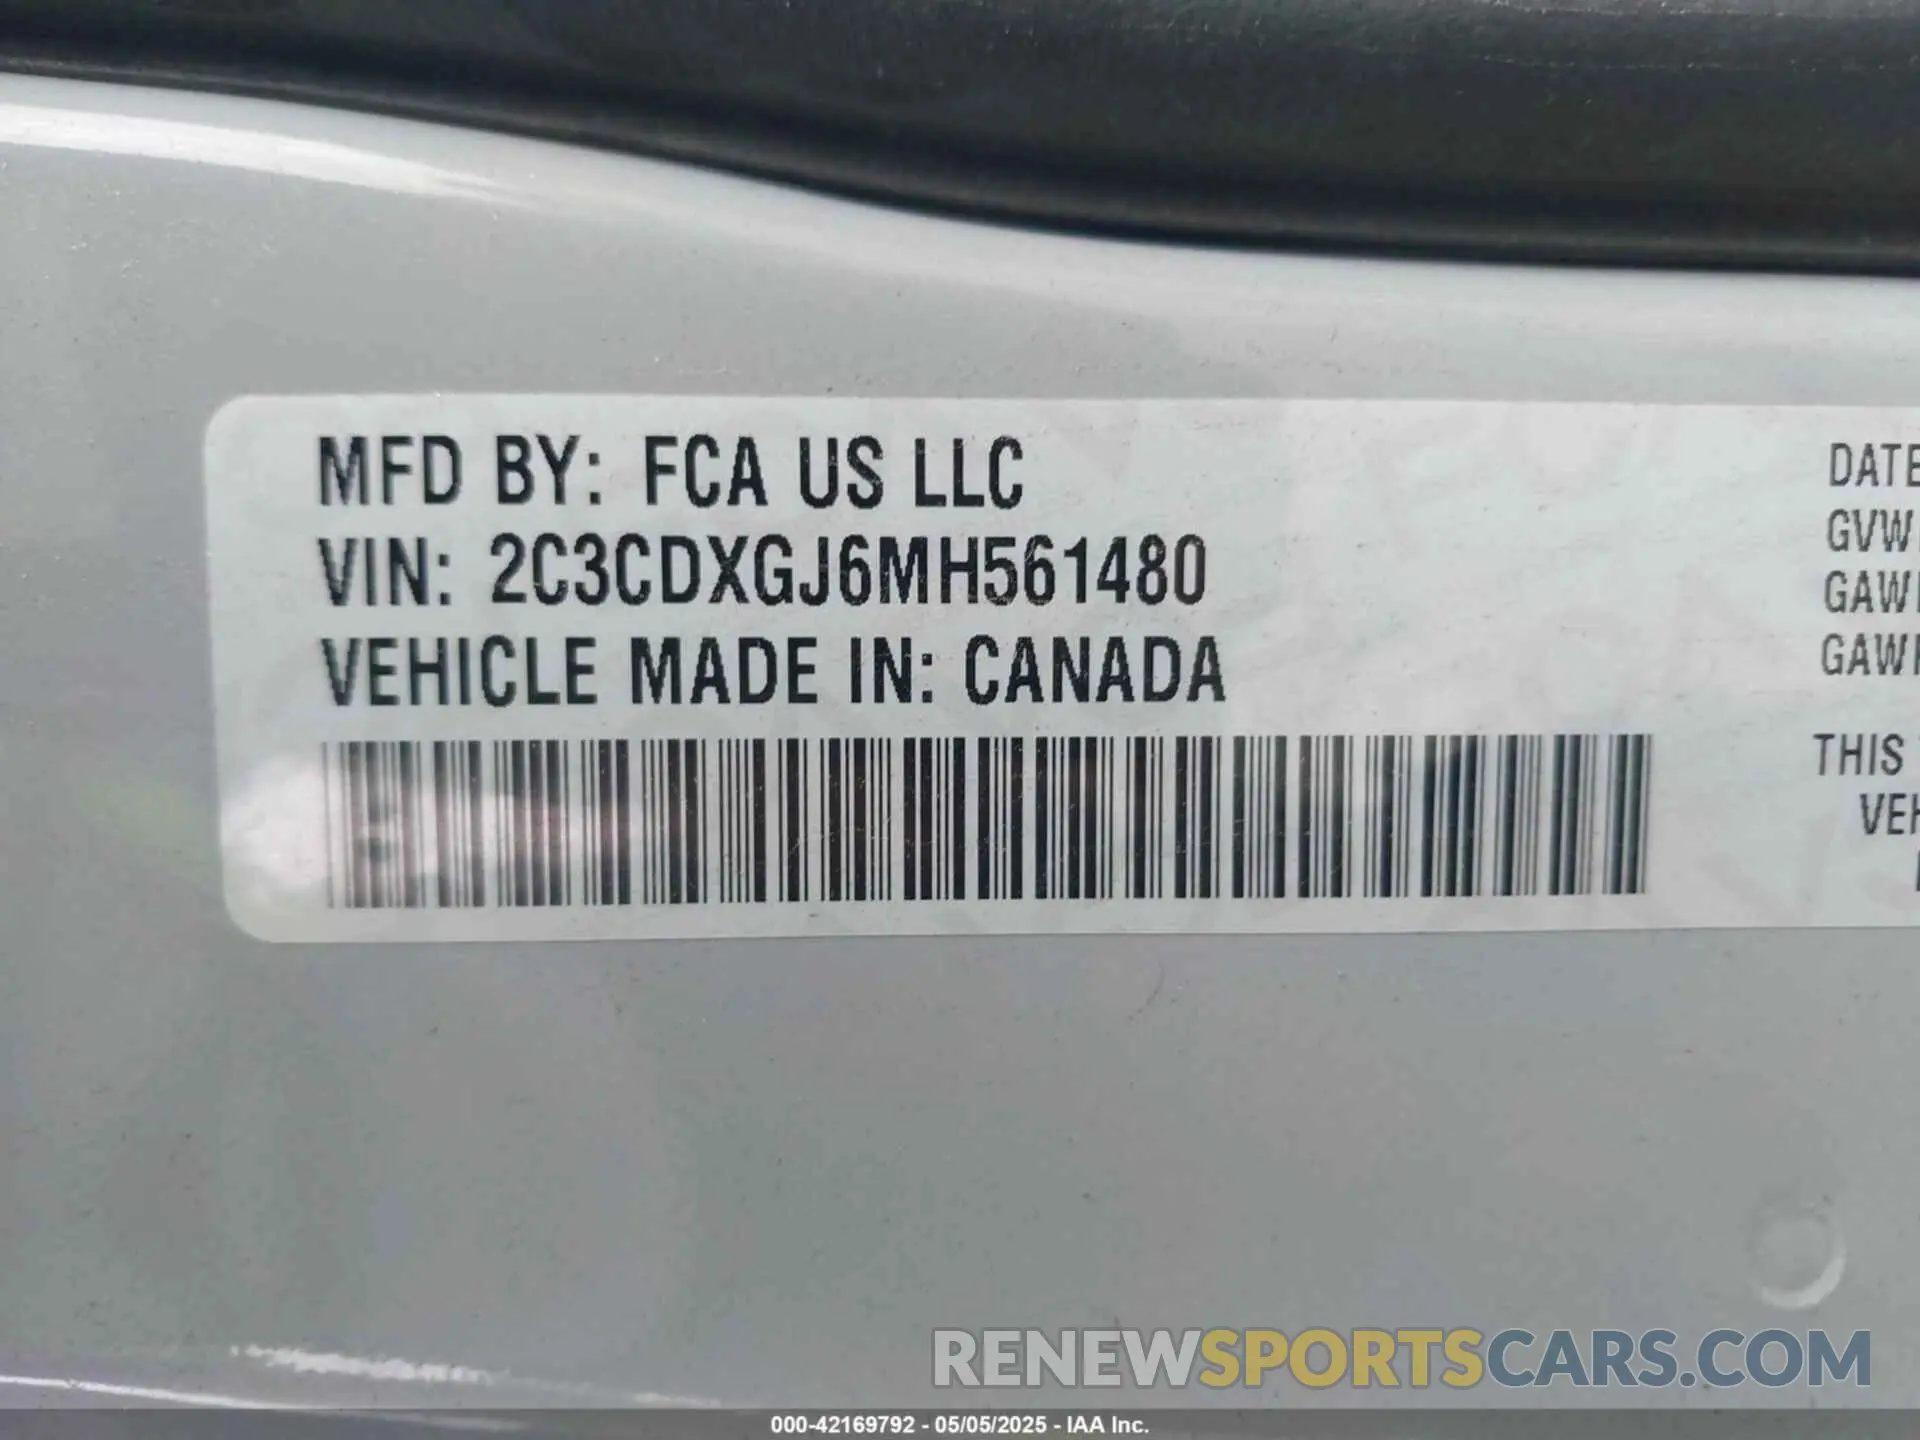 MFD BY: FCA US LLC
VIN: 2C3CDXGJ6MH561480
VEHICLE MADE IN: CANADA
DATE
GVW
GAW
GAW
THIS
VEH
RENEWSPORTSCARS.COM
000-42169792 - 05/05/2025 - IAA Inc.